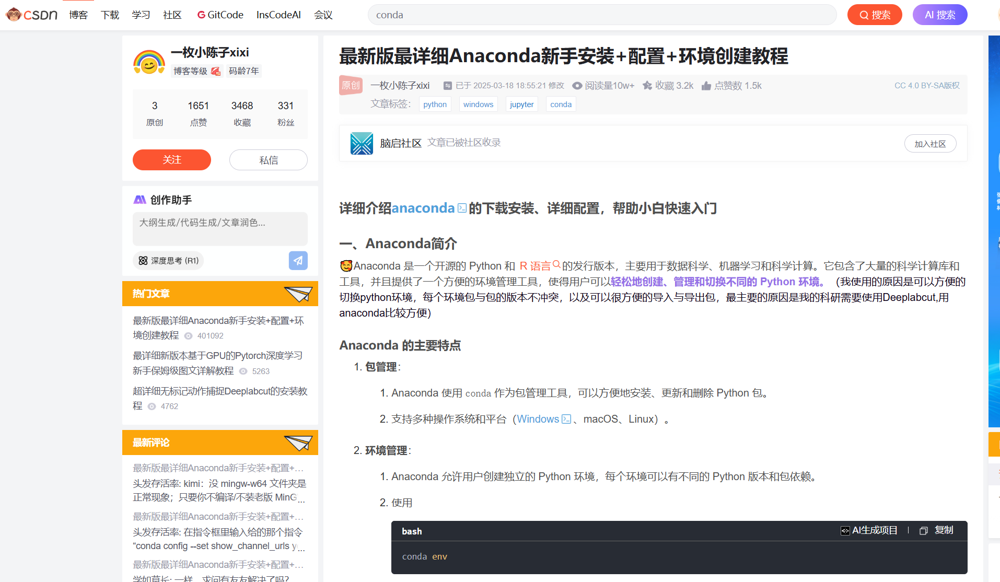 CSDN 博客 下载 学习 社区 GitCode InsCodeAI 会议 conda 搜索 AI 搜索
一枚小陈子xixi
博客等级 码龄7年
3 1651 3468 331
原创 点赞 收藏 粉丝
关注 私信
创作助手
大纲生成/代码生成/文章润色...
深度思考 (R1)
热门文章
最新版最详细Anaconda新手安装+配置+环
境创建教程 401092
最详细新版本基于GPU的Pytorch深度学习
新手保姆级图文详解教程 5263
超详细无标记动作捕捉Deeplabcut的安装教
程 4762
最新评论
最新版最详细Anaconda新手安装+配置+…
头发存活率: kimi：没 mingw-w64 文件夹是
正常现象；只要你不编译/不装老版 MinG...
最新版最详细Anaconda新手安装+配置+…
头发存活率: 在指令框里输入给的那个指令
“conda config --set show_channel_urls y...
最新版最详细Anaconda新手安装+配置+…
学如苜长: 一样，求问有友友解决了吗？
最新版最详细Anaconda新手安装+配置+环境创建教程
原创 一枚小陈子xixi 已于 2025-03-18 18:55:21 修改 阅读量10w+ 收藏 3.2k 点赞数 1.5k CC 4.0 BY-SA版权
文章标签： python windows jupyter conda
脑启社区 文章已被社区收录 加入社区
详细介绍anaconda的下载安装、详细配置，帮助小白快速入门
一、Anaconda简介
🥰Anaconda 是一个开源的 Python 和 R 语言的发行版本，主要用于数据科学、机器学习和科学计算。它包含了大量的科学计算库和
工具，并且提供了一个方便的环境管理工具，使得用户可以轻松地创建、管理和切换不同的 Python 环境。（我使用的原因是可以方便的
切换python环境，每个环境包与包的版本不冲突，以及可以很方便的导入与导出包，最主要的原因是我的科研需要使用Deeplabcut,用
anaconda比较方便）
Anaconda 的主要特点
1. 包管理：
1. Anaconda 使用 conda 作为包管理工具，可以方便地安装、更新和删除 Python 包。
2. 支持多种操作系统和平台（Windows、macOS、Linux）。
2. 环境管理：
1. Anaconda 允许用户创建独立的 Python 环境，每个环境可以有不同的 Python 版本和包依赖。
2. 使用
bash AI生成项目 复制
conda env